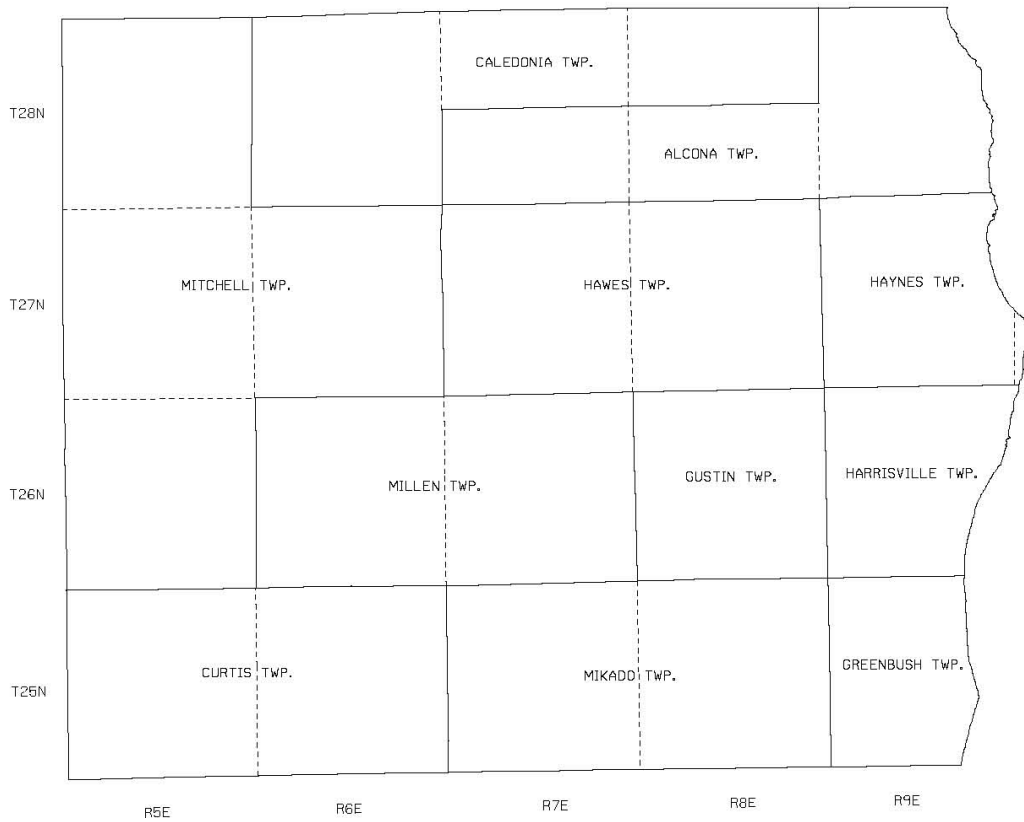 CALEDONIA TWP.
T28N
ALCONA TWP.
MITCHELL TWP.
HAWES TWP.
HAYNES TWP.
T27N
MILLEN TWP.
GUSTIN TWP.
HARRISVILLE TWP.
T26N
CURTIS TWP.
MIKADO TWP.
GREENBUSH TWP.
T25N
R5E
R6E
R7E
R8E
R9E